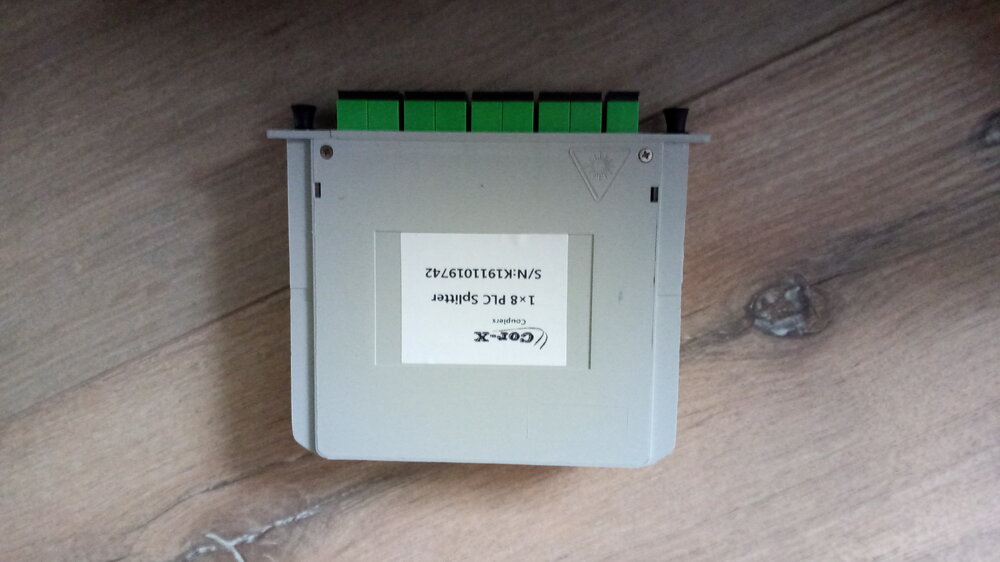 Cor-X
Couplers
1×8 PLC Splitter
S/N:K1911019742